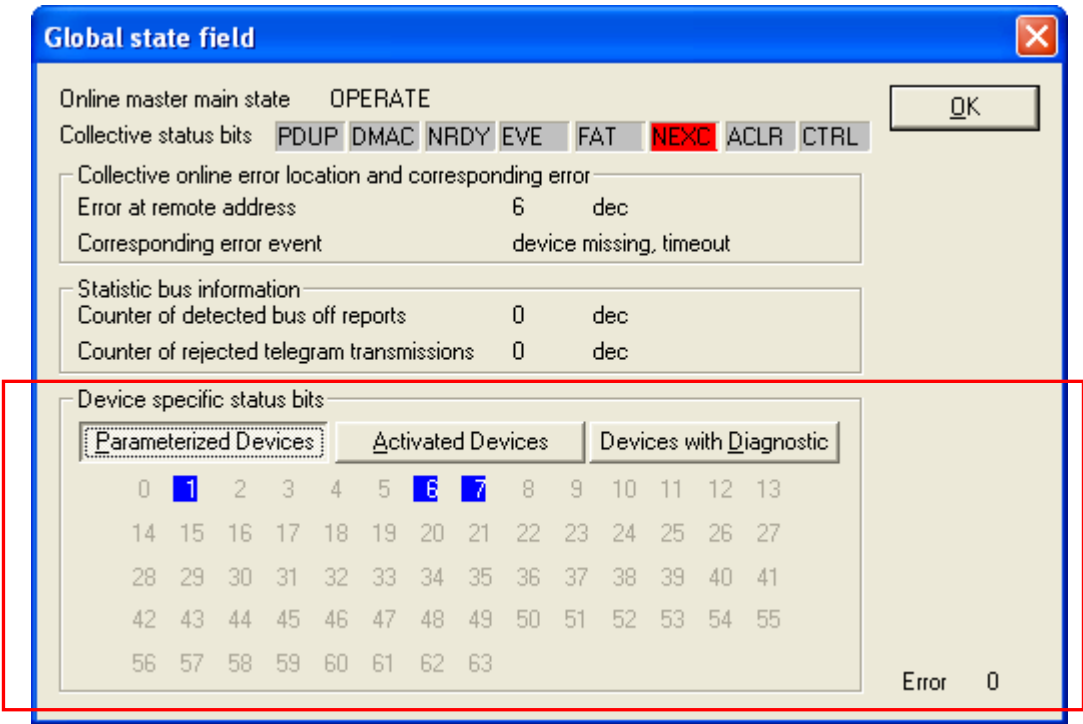 Global state field
Online master main state OPERATE
OK
Collective status bits PDUP DMAC NRDY EVE FAT NEXC ACLR CTRL
Collective online error location and corresponding error
Error at remote address 6 dec
Corresponding error event device missing, timeout
Statistic bus information
Counter of detected bus off reports 0 dec
Counter of rejected telegram transmissions 0 dec
Device specific status bits
Parameterized Devices Activated Devices Devices with Diagnostic
0 1 2 3 4 5 6 7 8 9 10 11 12 13
14 15 16 17 18 19 20 21 22 23 24 25 26 27
28 29 30 31 32 33 34 35 36 37 38 39 40 41
42 43 44 45 46 47 48 49 50 51 52 53 54 55
56 57 58 59 60 61 62 63
Error 0